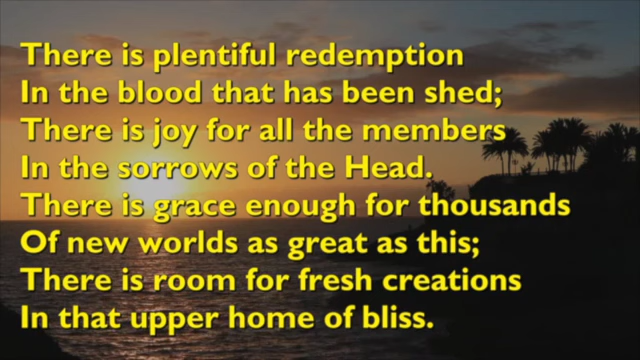 There is plentiful redemption
In the blood that has been shed;
There is joy for all the members
In the sorrows of the Head.
There is grace enough for thousands
Of new worlds as great as this;
There is room for fresh creations
In that upper home of bliss.